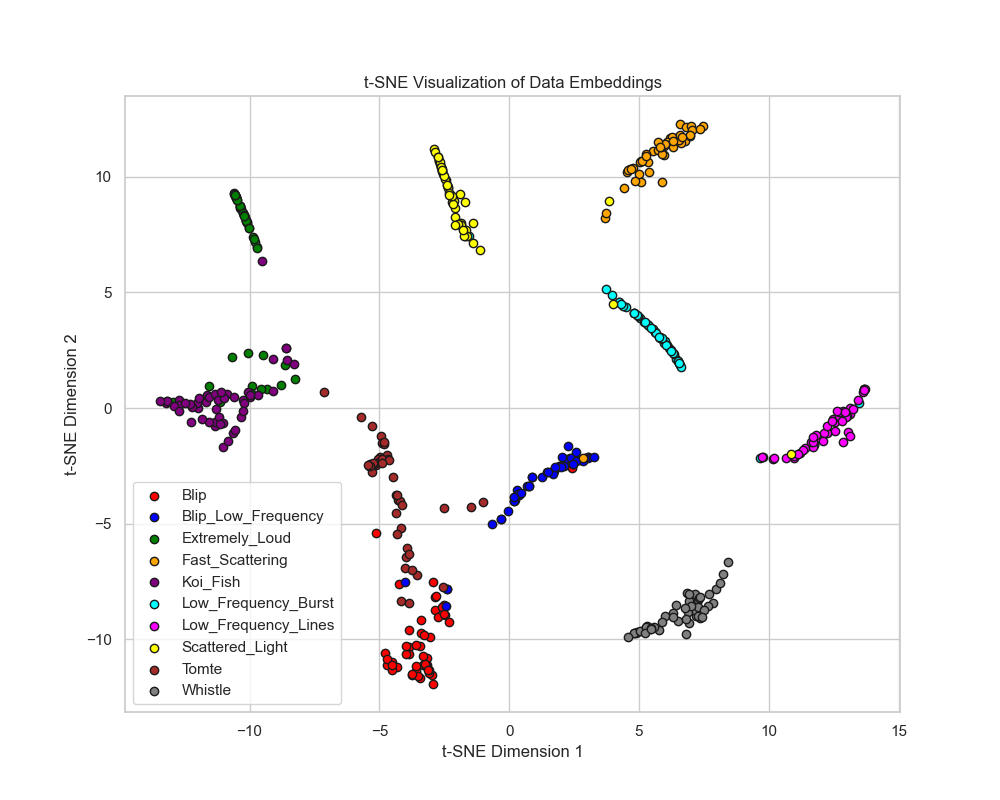 t-SNE Visualization of Data Embeddings
10
5
0
−5
−10
t-SNE Dimension 2
Blip
Blip_Low_Frequency
Extremely_Loud
Fast_Scattering
Koi_Fish
Low_Frequency_Burst
Low_Frequency_Lines
Scattered_Light
Tomte
Whistle
−10
−5
0
5
10
15
t-SNE Dimension 1